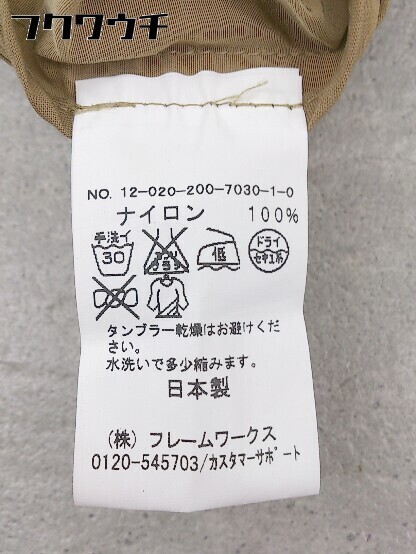 フクワウチ
NO. 12-020-200-7030-1-0
ナイロン 100%
手洗イ 30 エンソサラシ 低 ドライ セキユ系
タンブラー乾燥はお避けくだ
さい。
水洗いで多少縮みます。
日本製
(株) フレームワークス
0120-545703/カスタマーサポート